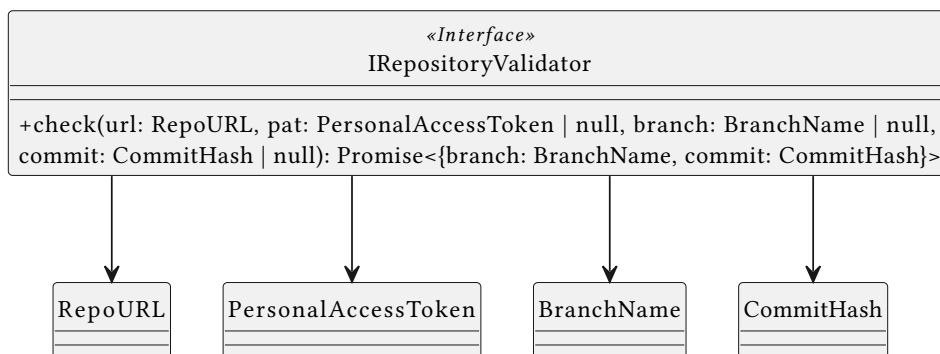 «Interface»
IRepositoryValidator
+check(url: RepoURL, pat: PersonalAccessToken | null, branch: BranchName | null,
commit: CommitHash | null): Promise<{branch: BranchName, commit: CommitHash}>
RepoURL
PersonalAccessToken
BranchName
CommitHash